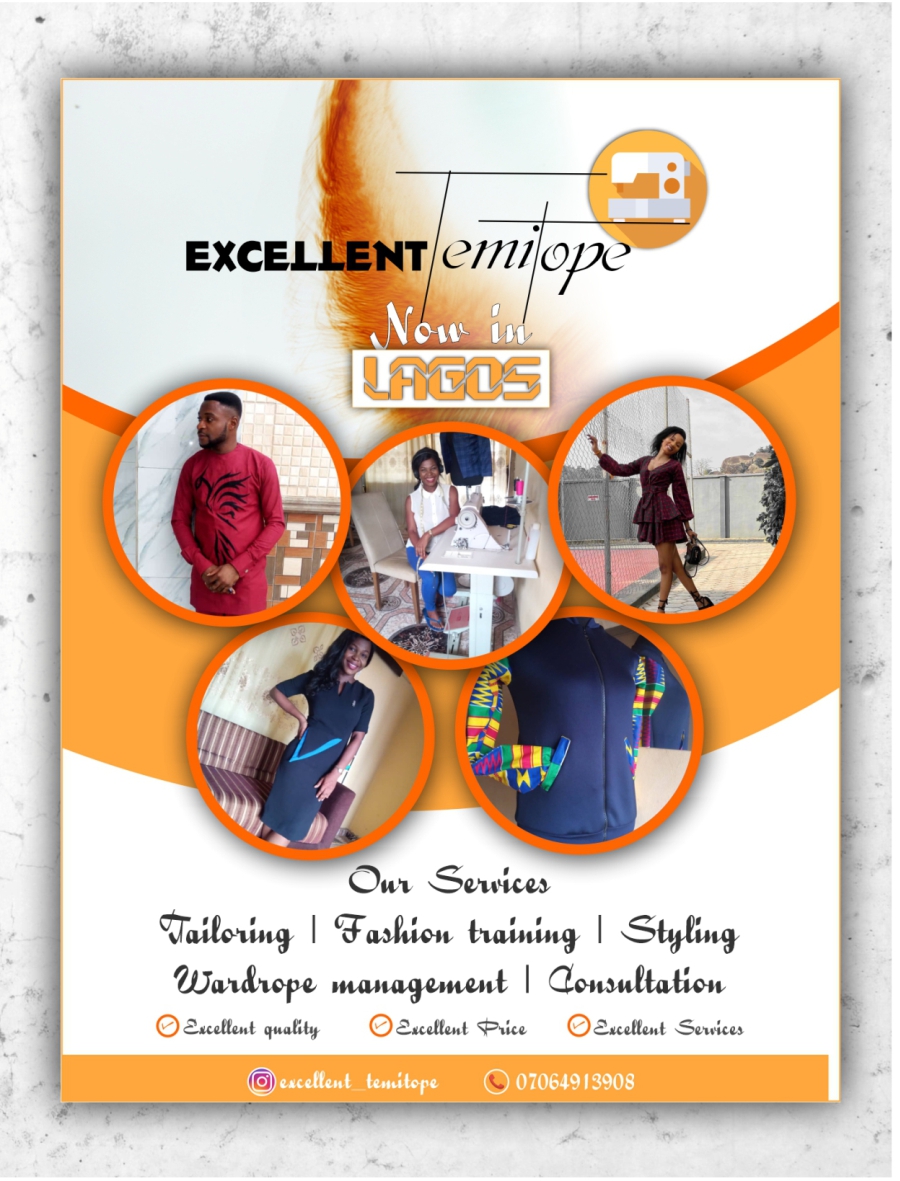 EXCELLENT Temitope
Now in
LAGOS
Our Services
Tailoring | Fashion training | Styling
Wardrope management | Consultation
Excellent quality Excellent Price Excellent Services
excellent_temitope 07064913908